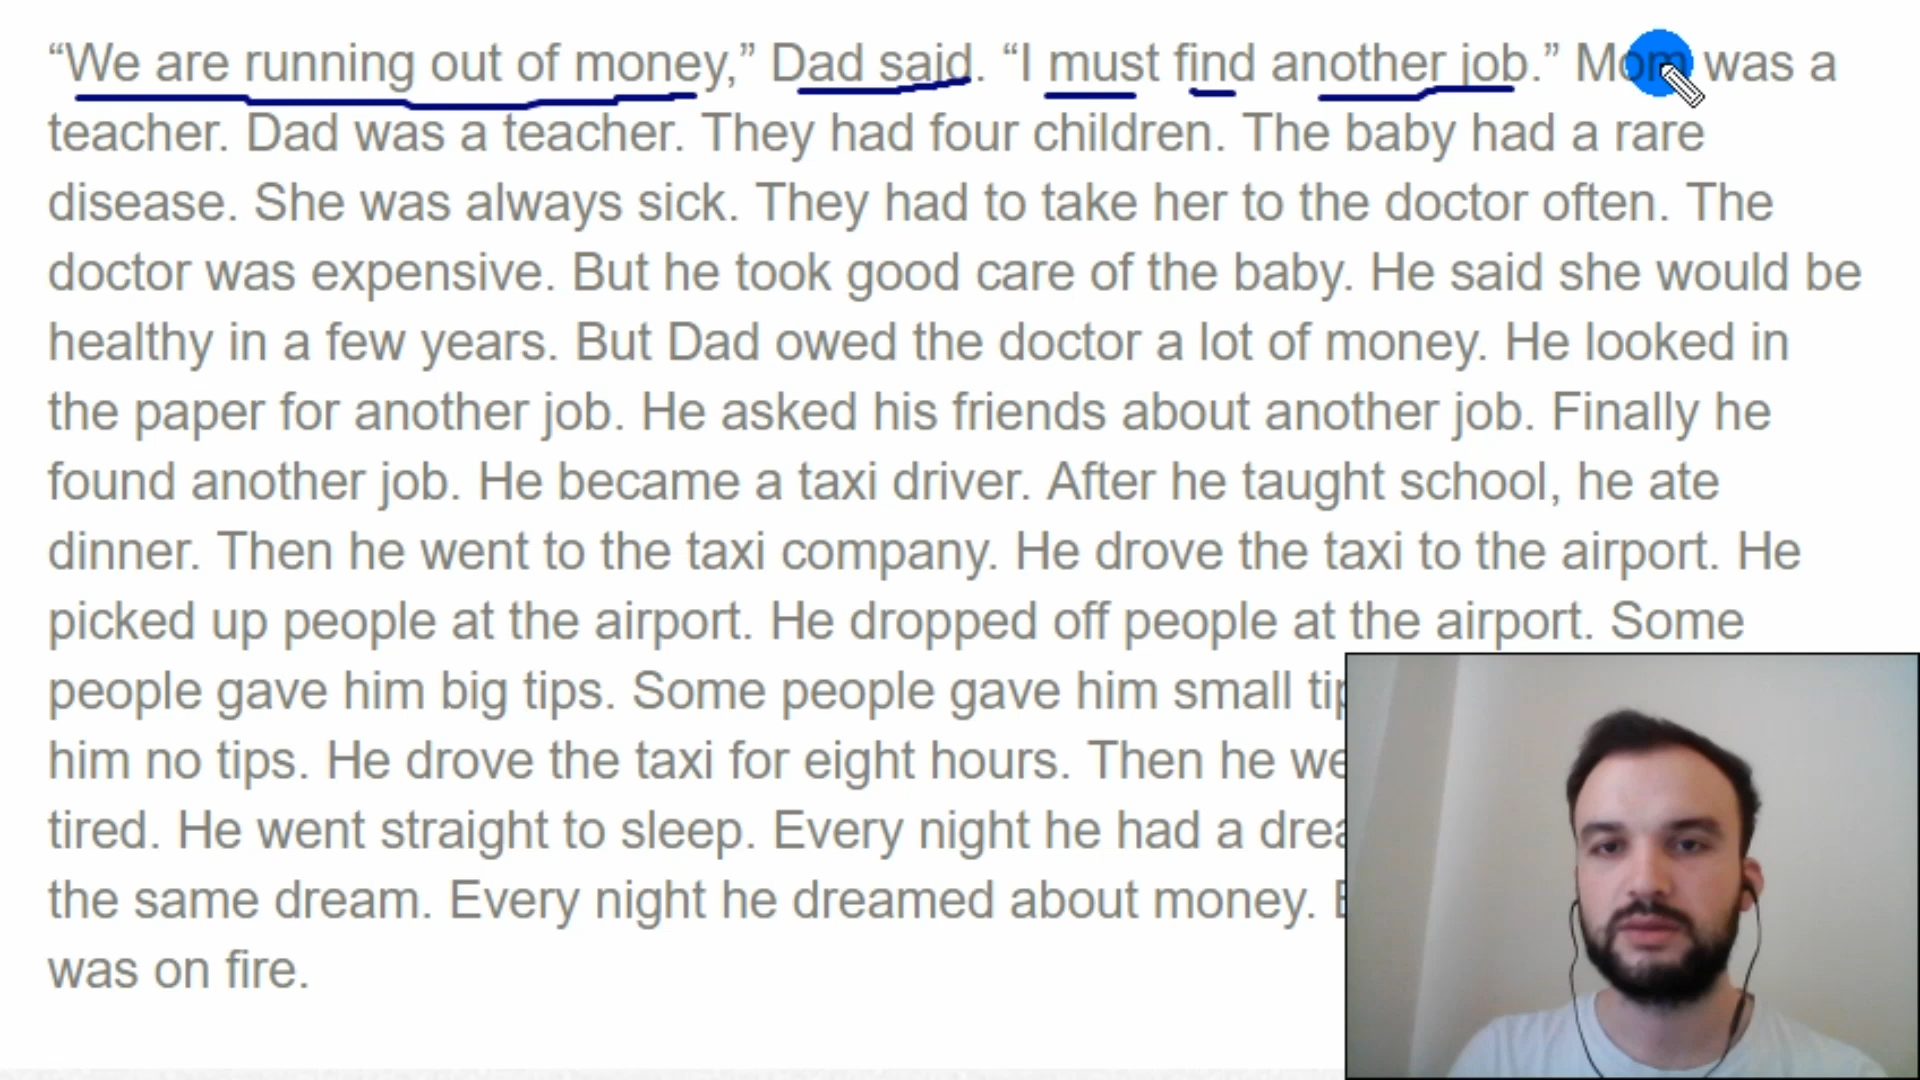 “We are running out of money,” Dad said. “I must find another job.” Mom was a
teacher. Dad was a teacher. They had four children. The baby had a rare
disease. She was always sick. They had to take her to the doctor often. The
doctor was expensive. But he took good care of the baby. He said she would be
healthy in a few years. But Dad owed the doctor a lot of money. He looked in
the paper for another job. He asked his friends about another job. Finally he
found another job. He became a taxi driver. After he taught school, he ate
dinner. Then he went to the taxi company. He drove the taxi to the airport. He
picked up people at the airport. He dropped off people at the airport. Some
people gave him big tips. Some people gave him small
him no tips. He drove the taxi for eight hours. Then he
tired. He went straight to sleep. Every night he had a
the same dream. Every night he dreamed about money.
was on fire.